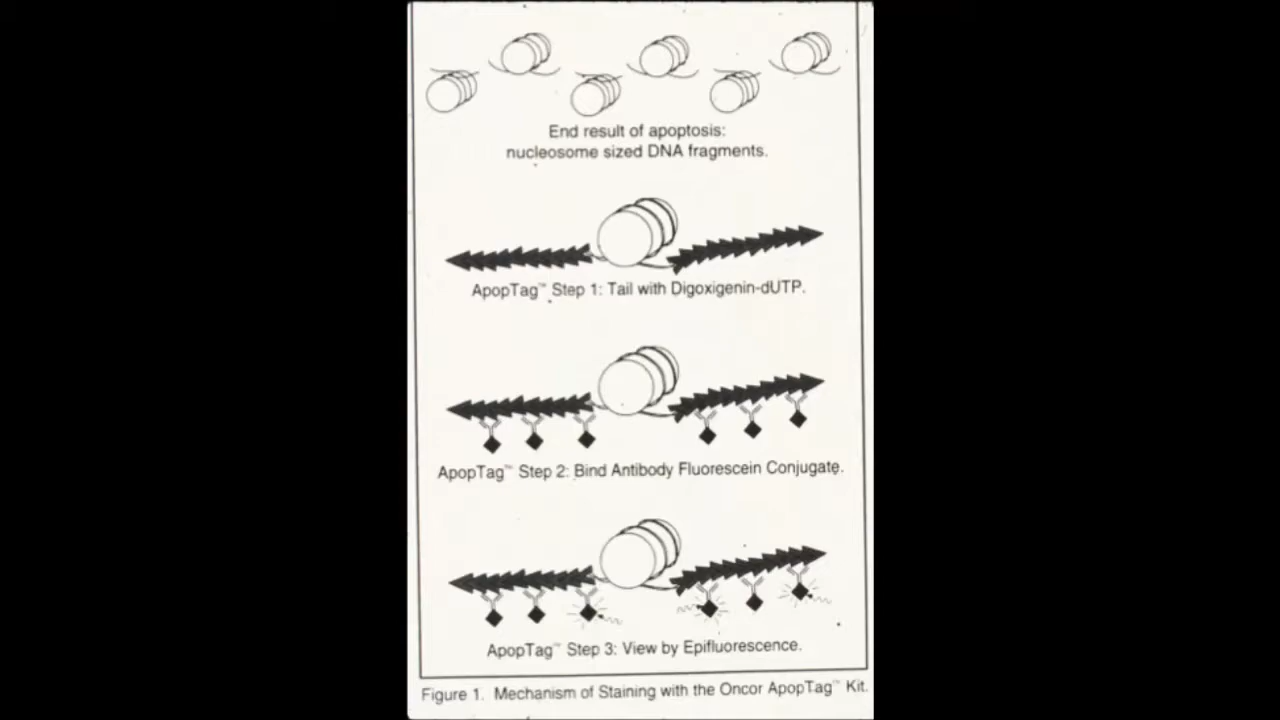 End result of apoptosis:
nucleosome sized DNA fragments.
ApopTag™ Step 1: Tail with Digoxigenin-dUTP.
ApopTag™ Step 2: Bind Antibody Fluorescein Conjugate.
ApopTag™ Step 3: View by Epifluorescence.
Figure 1. Mechanism of Staining with the Oncor ApopTag™ Kit.